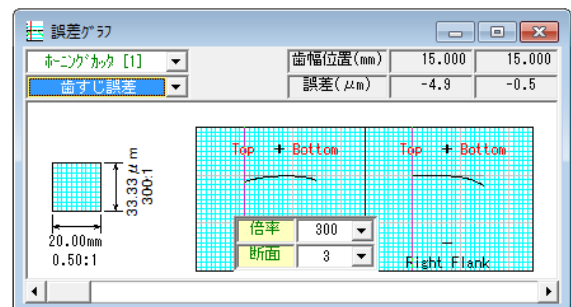 誤差グラフ
ホーニングカッタ [1]
歯幅位置(mm) 15.000 15.000
歯すじ誤差
誤差(μm) -4.9 -0.5
Top + Bottom Top + Bottom
33.33μm
300:1
20.00mm
0.50:1
倍率 300
断面 3
Right Flank